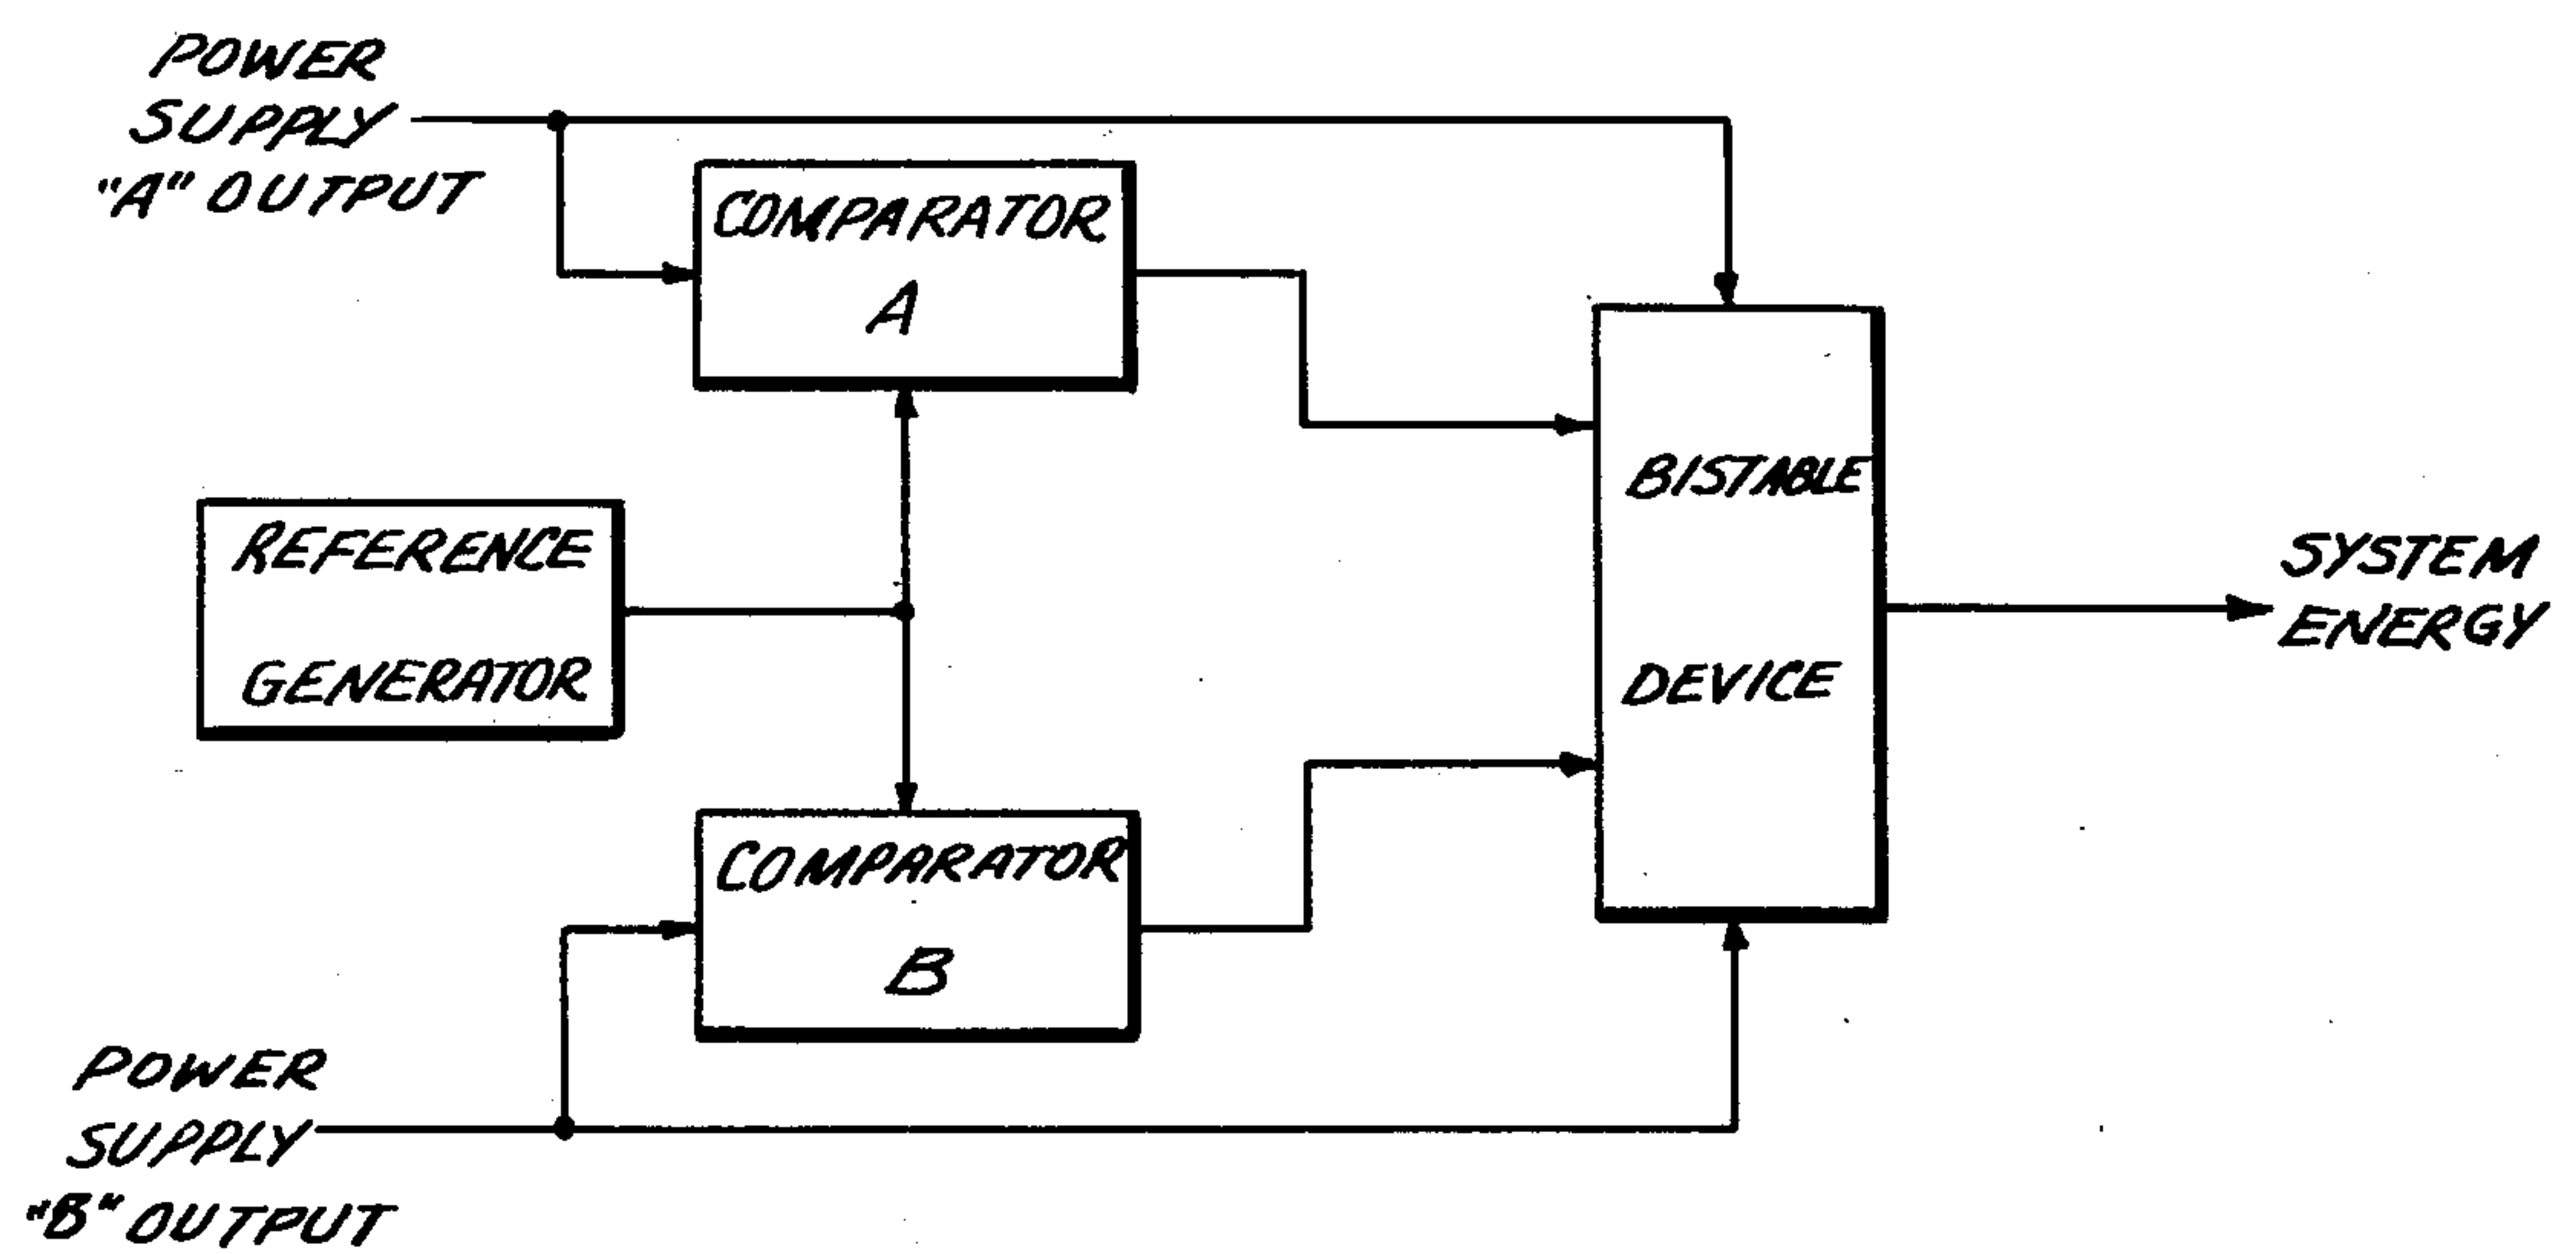 POWER
SUPPLY
"A" OUTPUT
COMPARATOR
A
REFERENCE
GENERATOR
BISTABLE
DEVICE
SYSTEM
ENERGY
COMPARATOR
B
POWER
SUPPLY
"B" OUTPUT